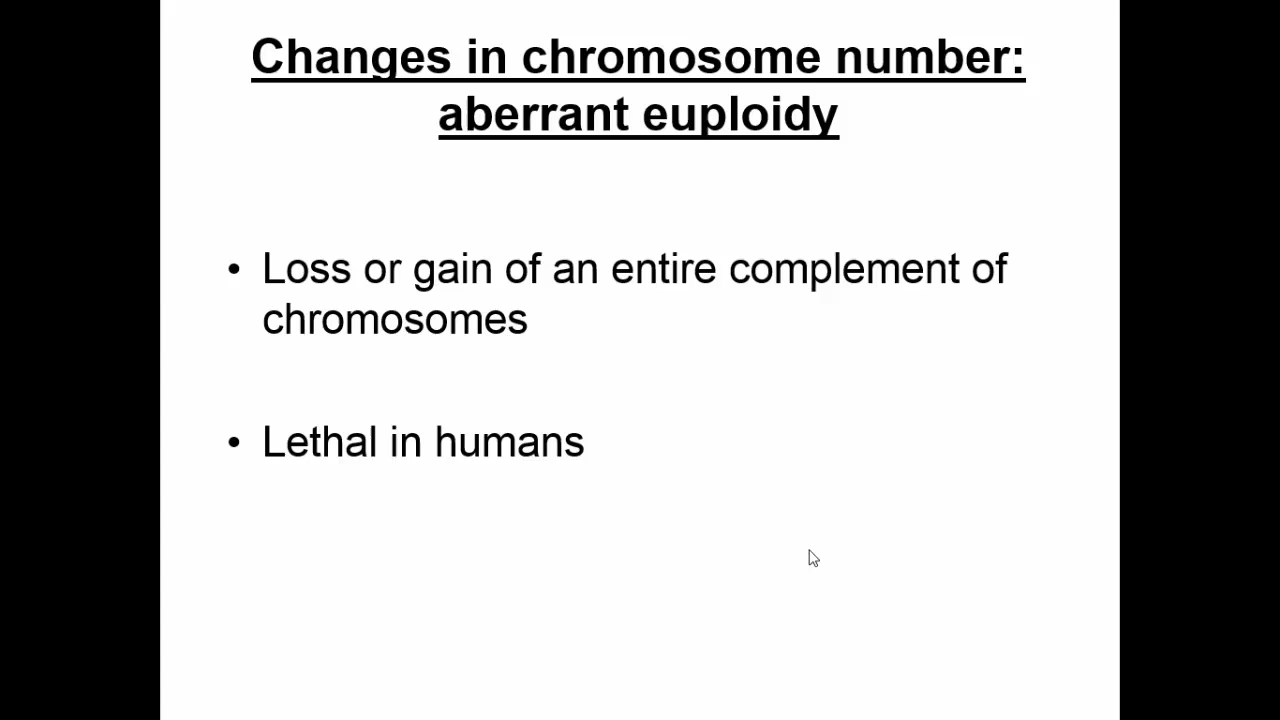 Changes in chromosome number:
aberrant euploidy
• Loss or gain of an entire complement of
chromosomes
• Lethal in humans